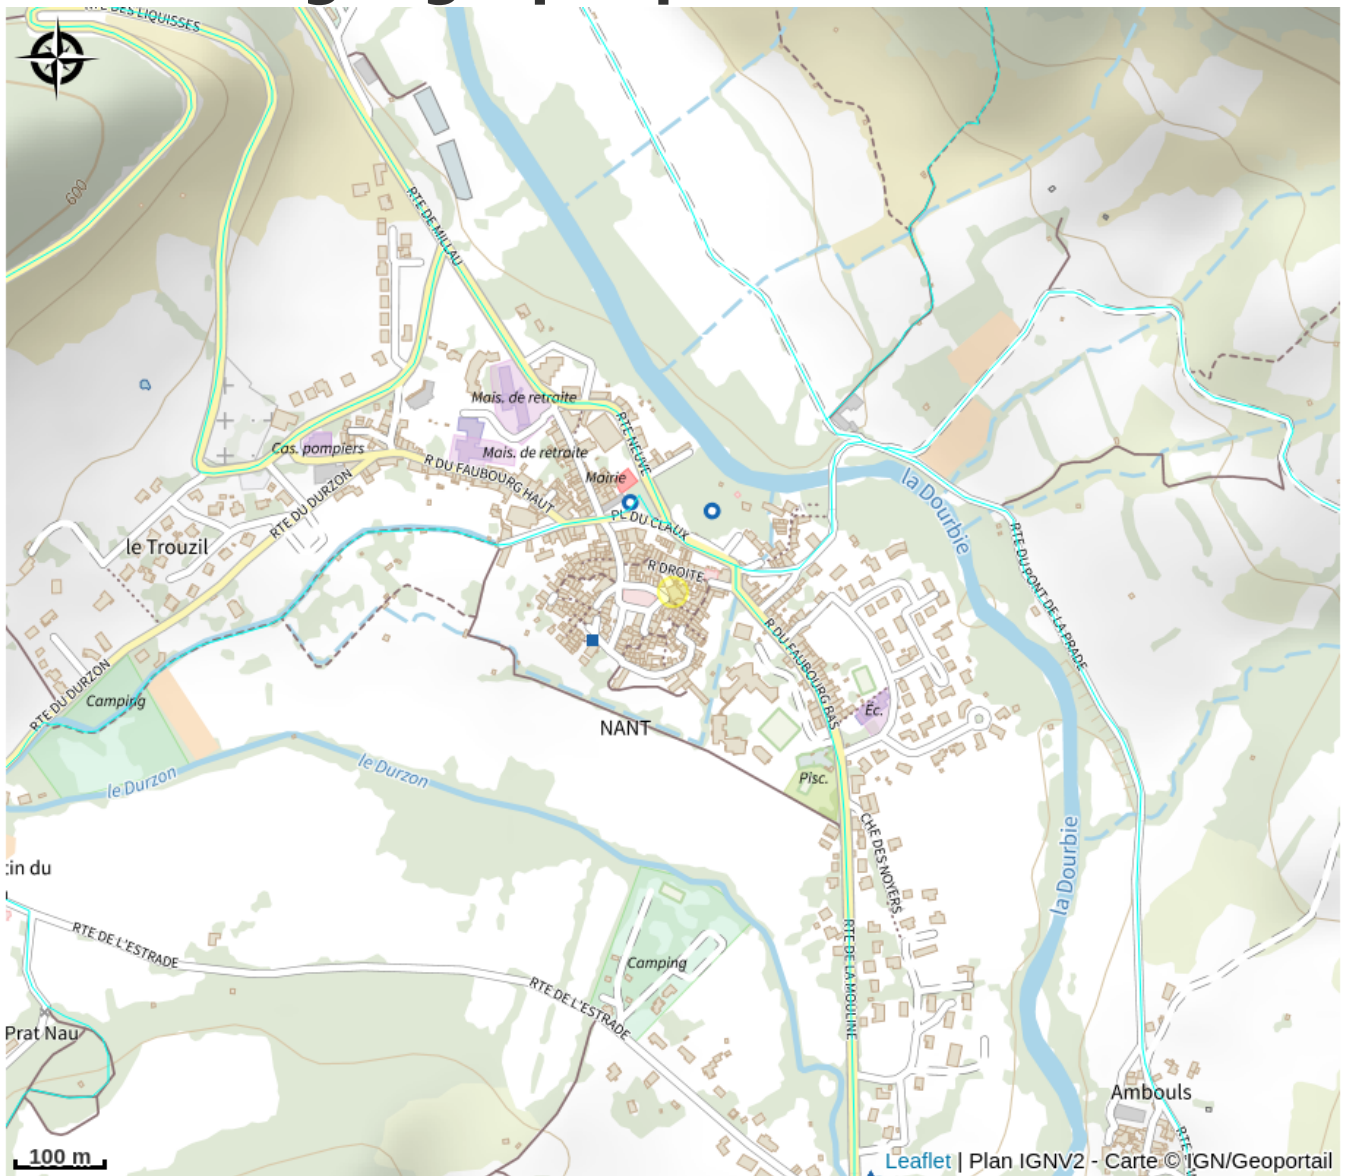 RTE DES LIQUISSES
600
RTE DE MILLAU
Mais. de retraite
RTE NEUVE
Cas. pompiers
Mais. de retraite
R DU FAUBOURG HAUT
Mairie
RTE DU DURZON
PL DU CLAUX
la Dourbie
le Trouzil
R DROITE
RTE DU PONT DE LA PRADE
R DU FAUBOURG BAS
RTE DU DURZON
Camping
Éc.
NANT
le Durzon
le Durzon
Pisc.
CHE DES NOYERS
la Dourbie
RTE DE L'ESTRADE
RTE DE LA MOULINE
Camping
RTE DE L'ESTRADE
Prat Nau
Ambouls
RTE
100 m
Leaflet | Plan IGNV2 - Carte © IGN/Geoportail